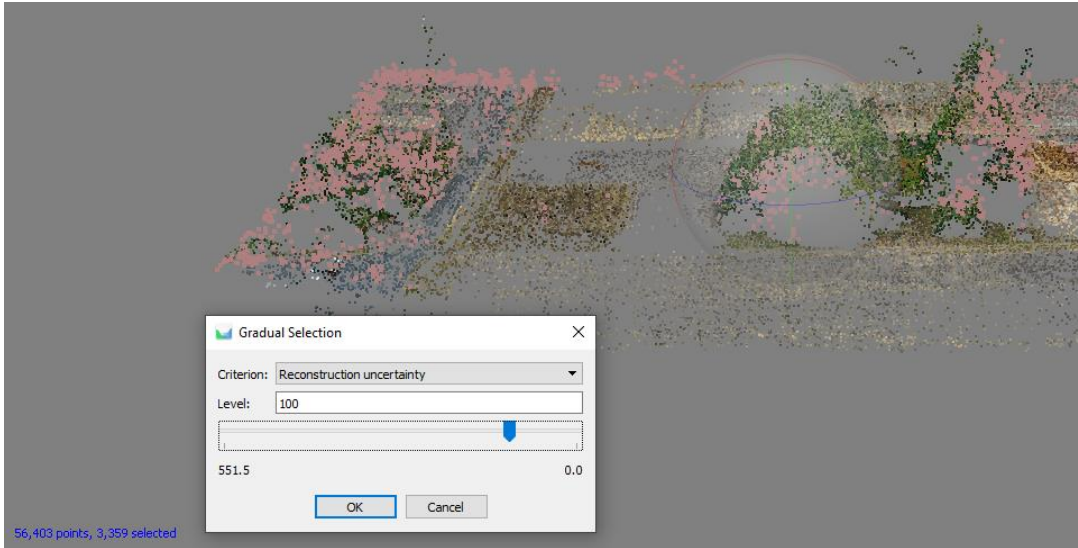 Gradual Selection
Criterion: Reconstruction uncertainty
Level: 100
551.5 0.0
OK Cancel
56,403 points, 3,359 selected